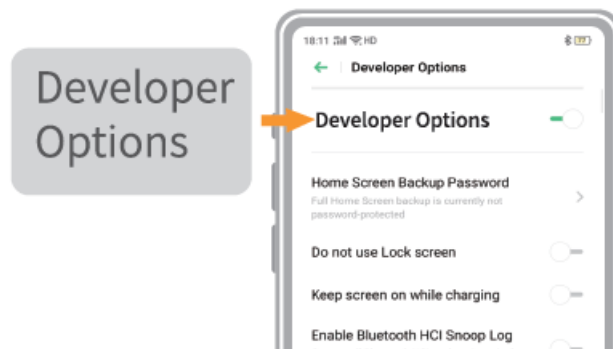 Developer
Options
18:11 HD
77
Developer Options
Developer Options
Home Screen Backup Password
Full Home Screen backup is currently not
password-protected
Do not use Lock screen
Keep screen on while charging
Enable Bluetooth HCI Snoop Log